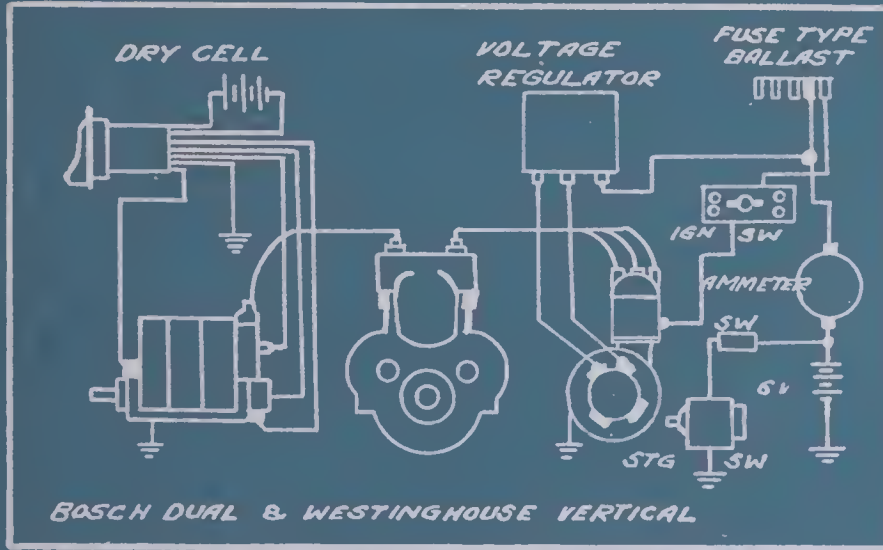 DRY CELL
VOLTAGE
REGULATOR
FUSE TYPE
BALLAST
IGN SW
AMMETER
SW
6V
STG SW
BOSCH DUAL & WESTINGHOUSE VERTICAL